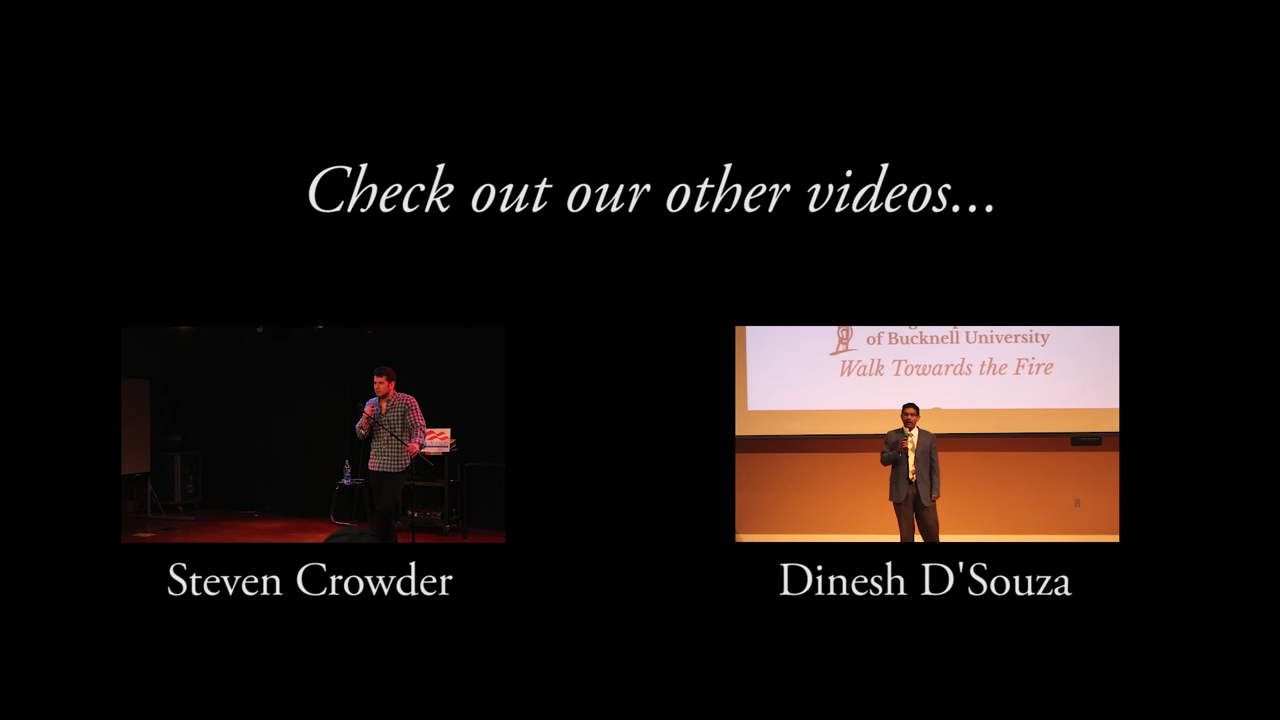 Check out our other videos...
of Bucknell University
Walk Towards the Fire
Steven Crowder
Dinesh D'Souza